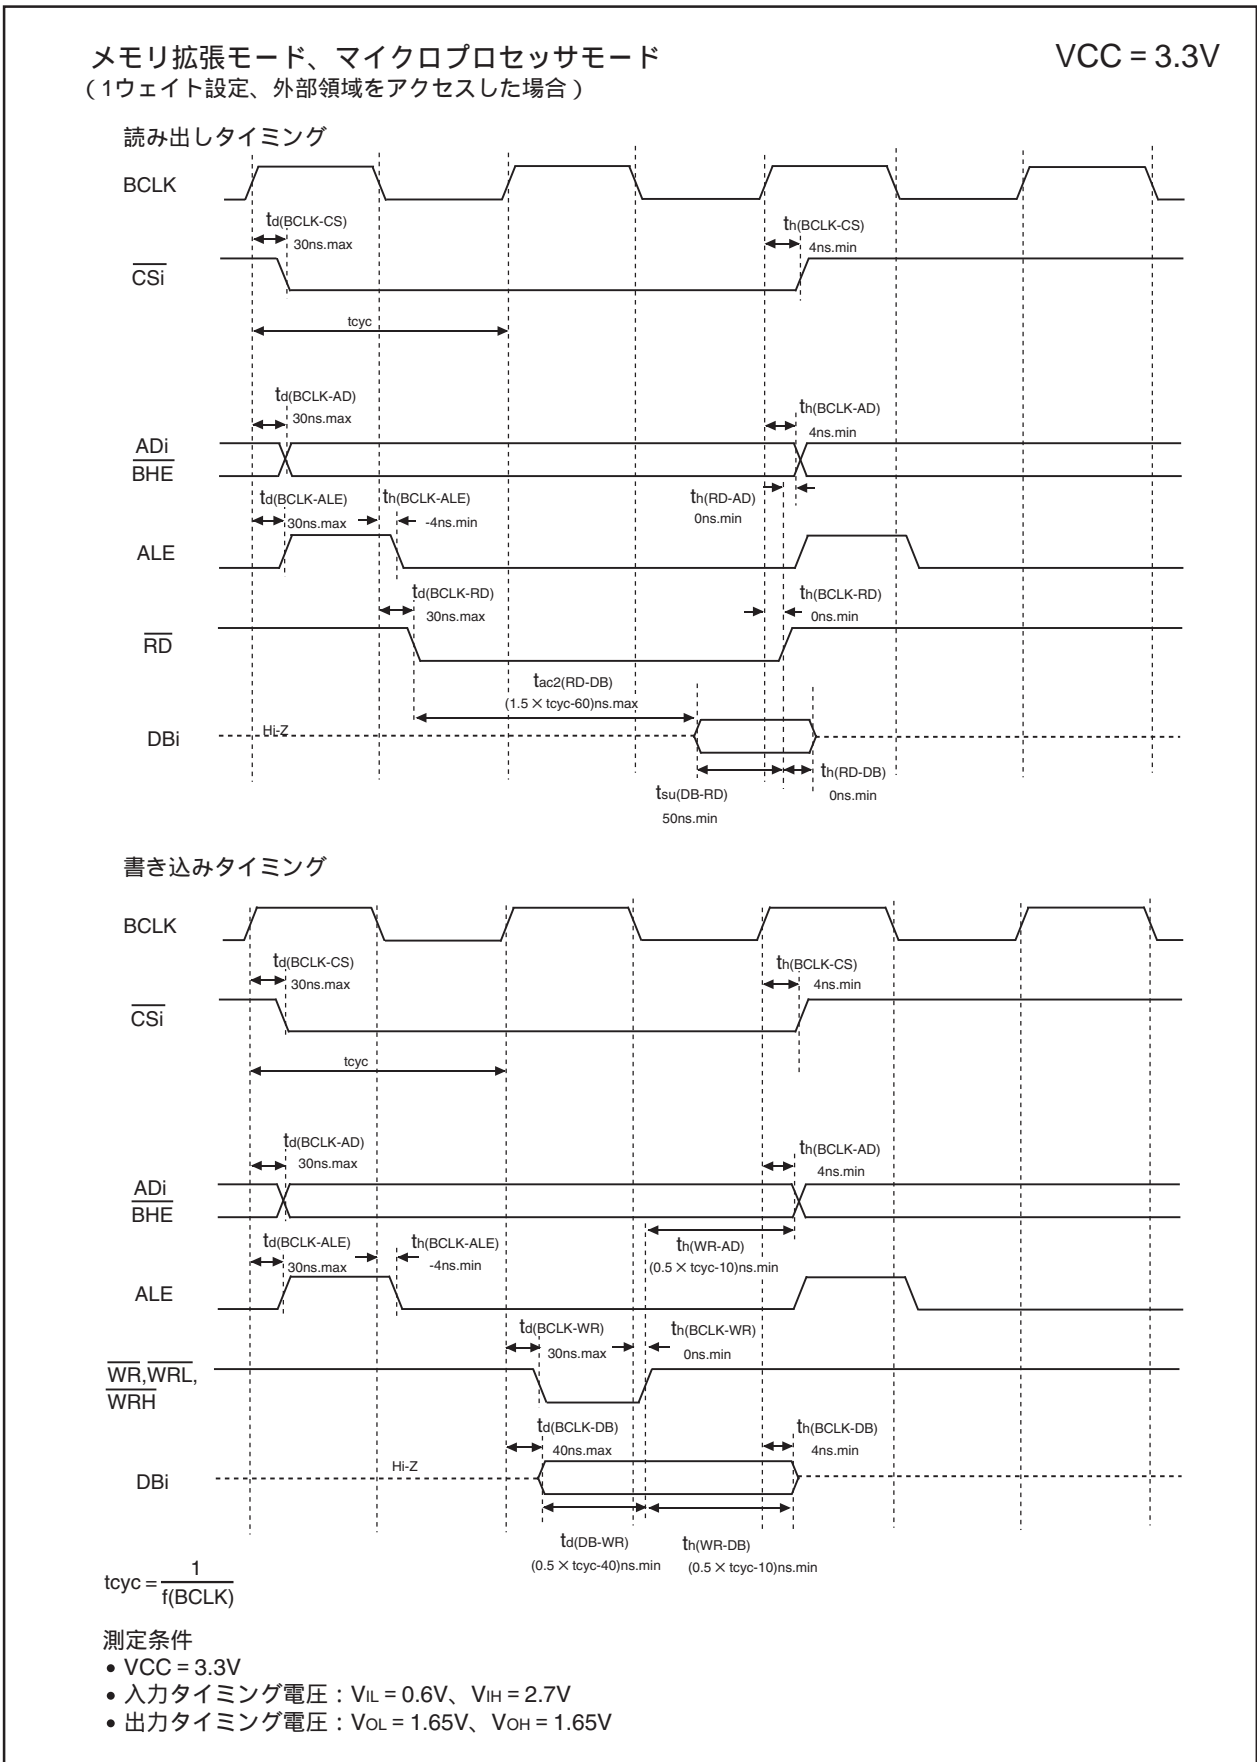 メモリ拡張モード、マイクロプロセッサモード
VCC = 3.3V
（1ウェイト設定、外部領域をアクセスした場合）
読み出しタイミング
BCLK
td(BCLK-CS)
30ns.max
th(BCLK-CS)
4ns.min
CSi
tcyc
td(BCLK-AD)
30ns.max
th(BCLK-AD)
4ns.min
ADi
BHE
td(BCLK-ALE)
30ns.max
th(BCLK-ALE)
-4ns.min
th(RD-AD)
0ns.min
ALE
td(BCLK-RD)
30ns.max
th(BCLK-RD)
0ns.min
RD
tac2(RD-DB)
(1.5 × tcyc-60)ns.max
Hi-Z
DBi
tsu(DB-RD)
50ns.min
th(RD-DB)
0ns.min
書き込みタイミング
BCLK
td(BCLK-CS)
30ns.max
th(BCLK-CS)
4ns.min
CSi
tcyc
td(BCLK-AD)
30ns.max
th(BCLK-AD)
4ns.min
ADi
BHE
td(BCLK-ALE)
30ns.max
th(BCLK-ALE)
-4ns.min
th(WR-AD)
(0.5 × tcyc-10)ns.min
ALE
td(BCLK-WR)
30ns.max
th(BCLK-WR)
0ns.min
WR,WRL,
WRH
td(BCLK-DB)
40ns.max
th(BCLK-DB)
4ns.min
Hi-Z
DBi
td(DB-WR)
(0.5 × tcyc-40)ns.min
th(WR-DB)
(0.5 × tcyc-10)ns.min
tcyc = 1
f(BCLK)
測定条件
• VCC = 3.3V
• 入力タイミング電圧：VIL = 0.6V、VIH = 2.7V
• 出力タイミング電圧：VOL = 1.65V、VOH = 1.65V